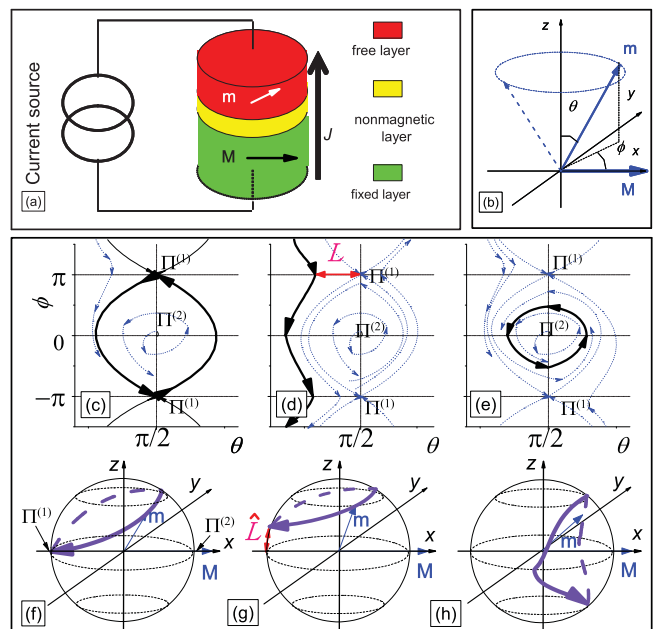 Current source
(a)
m
M
J
free layer
nonmagnetic
layer
fixed layer
z
m
θ
y
ϕ
x
M
(b)
ϕ
π
0
−π
Π(1)
Π(2)
Π(1)
(c)
π/2
θ
L
Π(1)
Π(2)
Π(1)
(d)
π/2
θ
Π(1)
Π(2)
Π(1)
(e)
π/2
θ
z
y
Π(1)
m
Π(2)
x
M
(f)
z
y
L̂
m
x
M
(g)
z
y
m
x
M
(h)